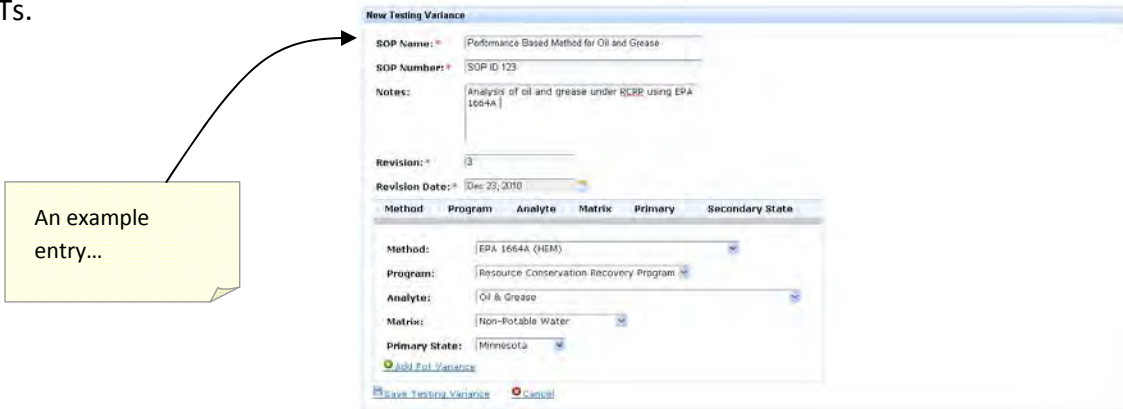 Ts.
New Testing Variance
SOP Name: * Performance Based Method for Oil and Grease
SOP Number: * SOP ID 123
Notes: Analysis of oil and grease under RCRP using EPA
1664A
Revision: * 3
Revision Date: * Dec 23, 2010
An example
entry…
Method Program Analyte Matrix Primary Secondary State
Method: EPA 1664A (HEM)
Program: Resource Conservation Recovery Program
Analyte: Oil & Grease
Matrix: Non-Potable Water
Primary State: Minnesota
Add Fot Variance
Save Testing Variance Cancel